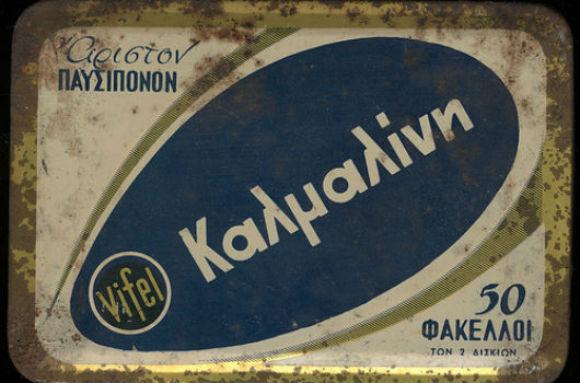 Άριστον
ΠΑΥΣΙΠΟΝΟΝ
Καλμαλίνη
Vifel
50
ΦΑΚΕΛΛΟΙ
ΤΩΝ 2 ΔΙΣΚΙΩΝ